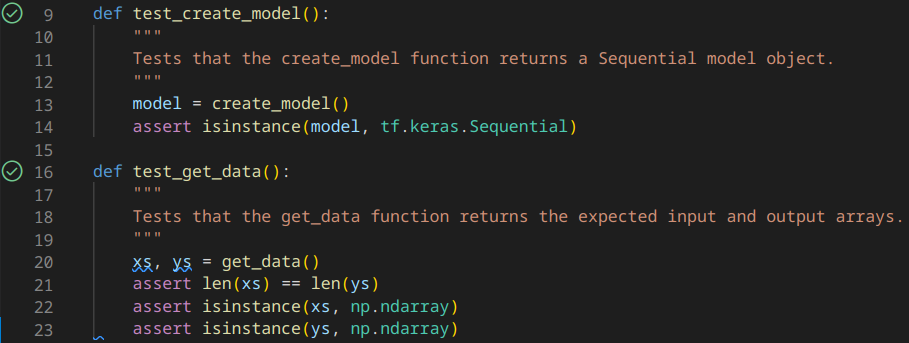 9 def test_create_model():
10 """
11 Tests that the create_model function returns a Sequential model object.
12 """
13 model = create_model()
14 assert isinstance(model, tf.keras.Sequential)
15
16 def test_get_data():
17 """
18 Tests that the get_data function returns the expected input and output arrays.
19 """
20 xs, ys = get_data()
21 assert len(xs) == len(ys)
22 assert isinstance(xs, np.ndarray)
23 assert isinstance(ys, np.ndarray)